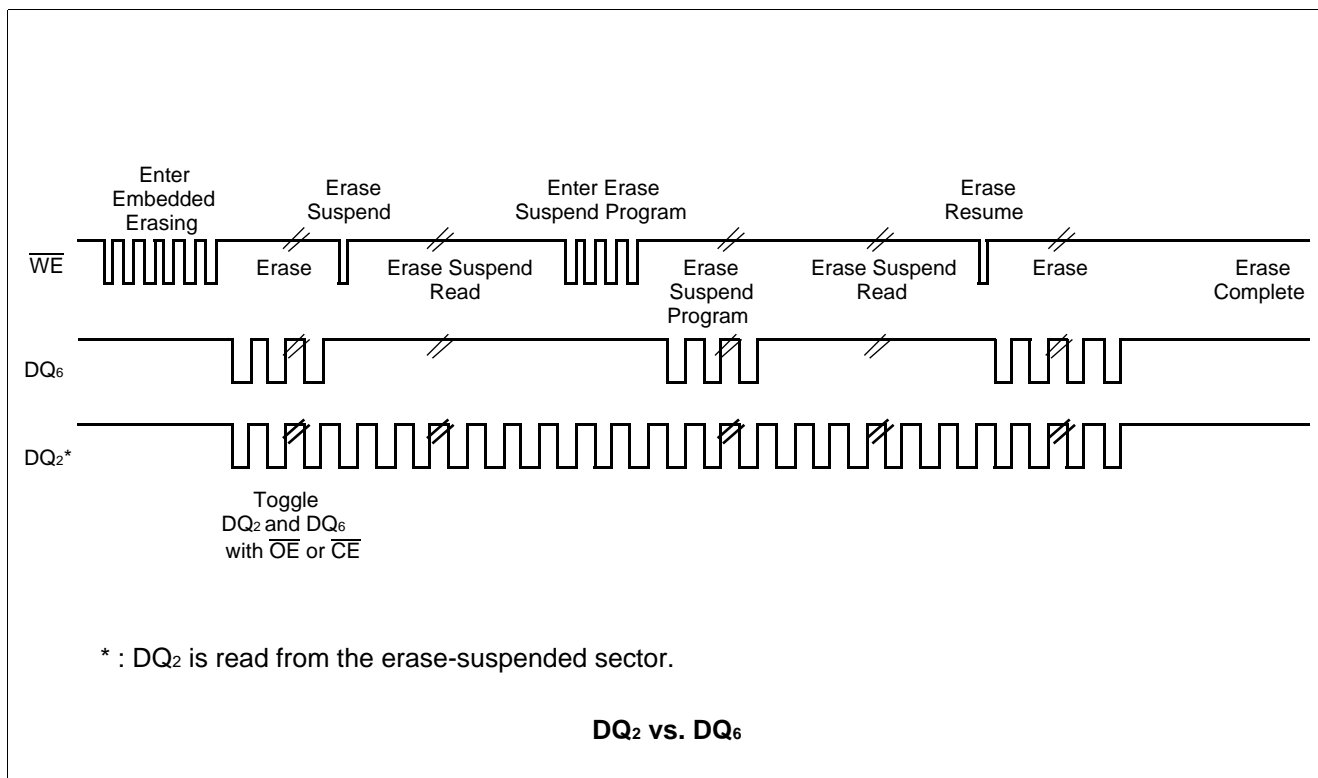 Enter
Embedded
Erasing
Erase
Suspend
Enter Erase
Suspend Program
Erase
Resume
WE
Erase
Erase Suspend
Read
Erase
Suspend
Program
Erase Suspend
Read
Erase
Erase
Complete
DQ6
DQ2*
Toggle
DQ2 and DQ6
with OE or CE
* : DQ2 is read from the erase-suspended sector.
DQ2 vs. DQ6